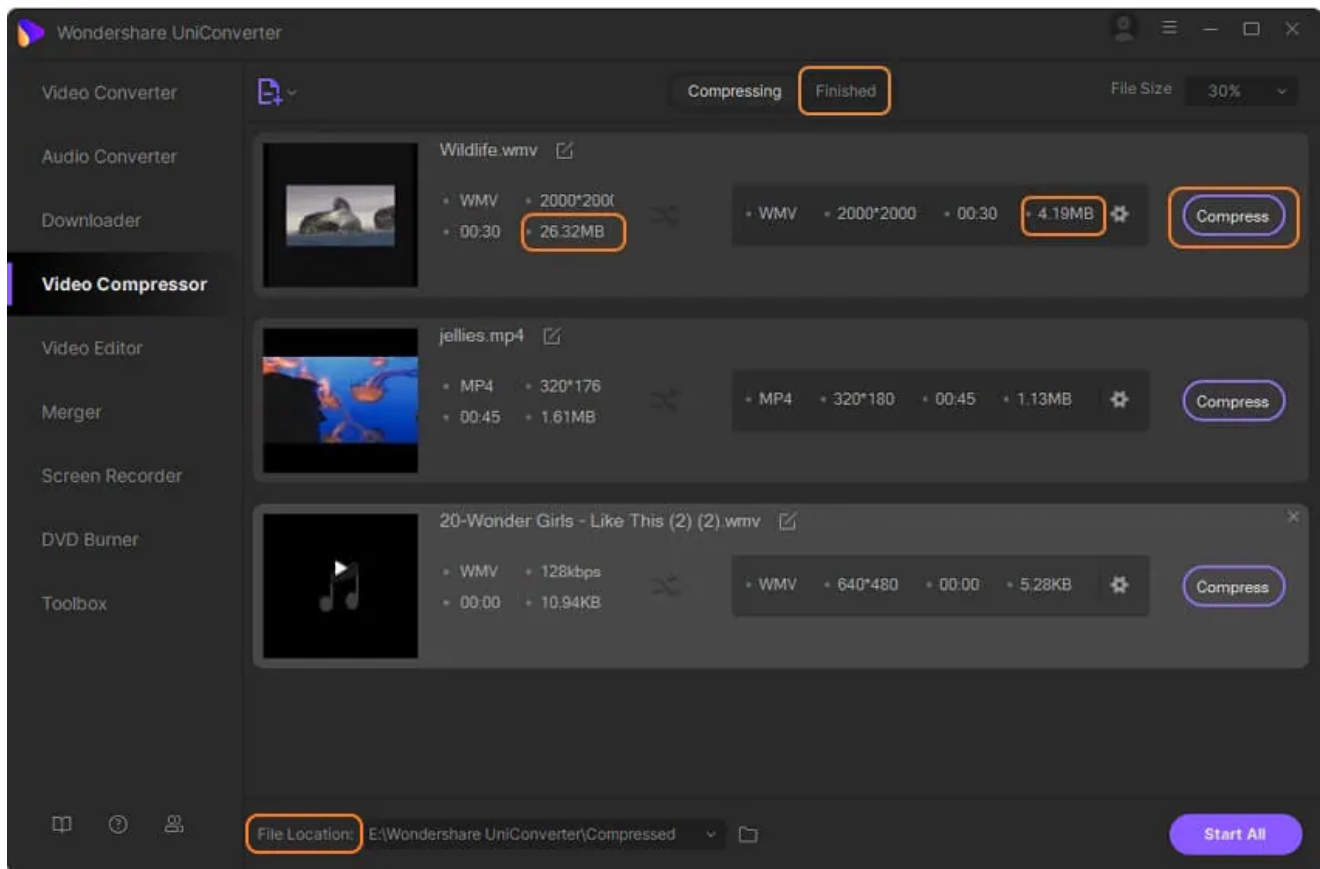 Wondershare UniConverter
Video Converter
Audio Converter
Downloader
Video Compressor
Video Editor
Merger
Screen Recorder
DVD Burner
Toolbox
Compressing Finished File Size 30%
Wildlife.wmv
WMV 2000*200(
00:30 26.32MB
WMV 2000*2000 00:30 4.19MB Compress
jellies.mp4
MP4 320*176
00:45 1.61MB
MP4 320*180 00:45 1.13MB Compress
20-Wonder Girls - Like This (2) (2).wmv
WMV 128kbps
00:00 10.94KB
WMV 640*480 00:00 5.28KB Compress
File Location: E:\Wondershare UniConverter\Compressed Start All